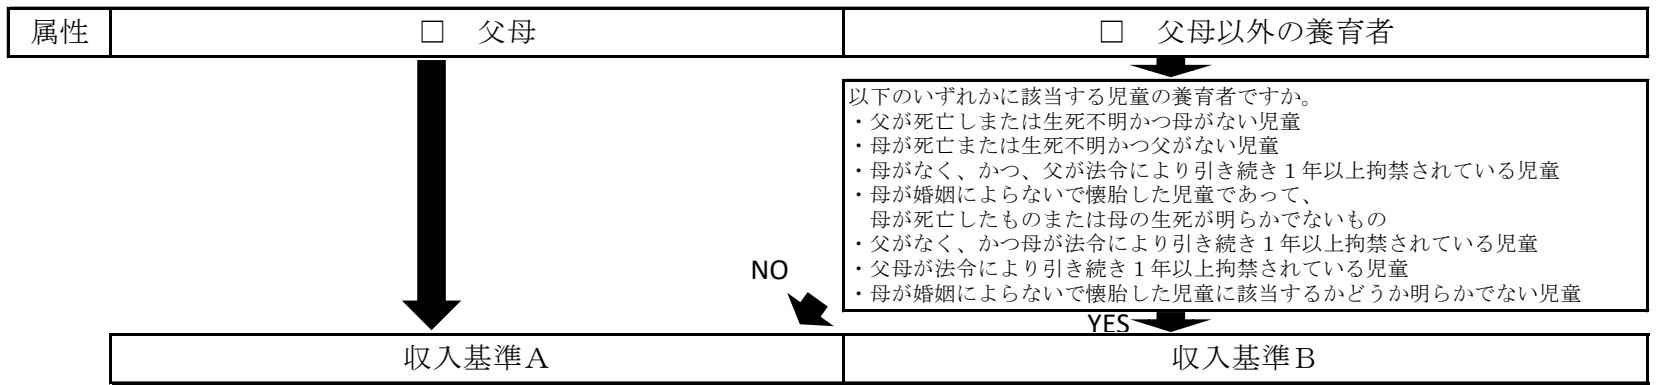 属性
□　父母
□　父母以外の養育者
以下のいずれかに該当する児童の養育者ですか。
・父が死亡しまたは生死不明かつ母がない児童
・母が死亡または生死不明かつ父がない児童
・母がなく、かつ、父が法令により引き続き１年以上拘禁されている児童
・母が婚姻によらないで懐胎した児童であって、
　母が死亡したものまたは母の生死が明らかでないもの
・父がなく、かつ母が法令により引き続き１年以上拘禁されている児童
・父母が法令により引き続き１年以上拘禁されている児童
・母が婚姻によらないで懐胎した児童に該当するかどうか明らかでない児童
NO
YES
収入基準Ａ
収入基準Ｂ